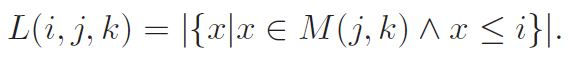 L(i, j, k) = |{x|x ∈ M(j, k) ∧ x ≤ i}|.